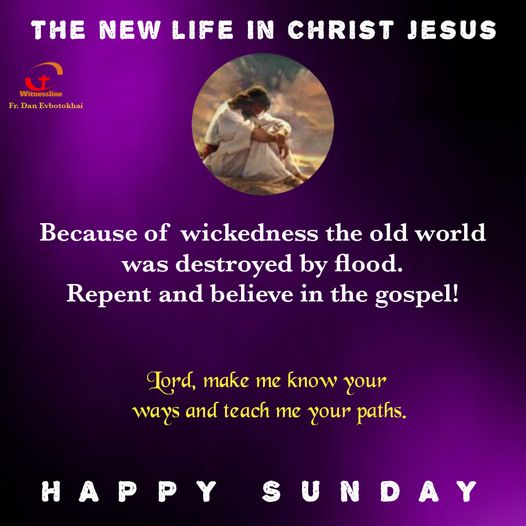 THE NEW LIFE IN CHRIST JESUS
Witnessline
Fr. Dan Evbotokhai
Because of wickedness the old world
was destroyed by flood.
Repent and believe in the gospel!
Lord, make me know your
ways and teach me your paths.
HAPPY SUNDAY